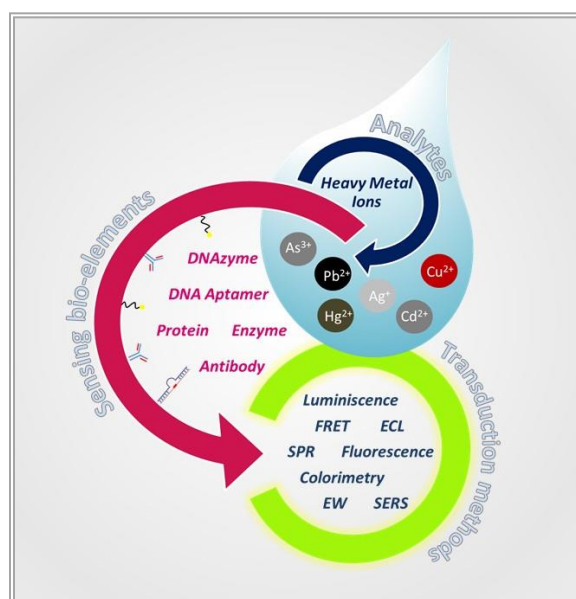 Analytes
Heavy Metal
Ions
As³⁺
Pb²⁺
Cu²⁺
Ag⁺
Hg²⁺
Cd²⁺
Sensing bio-elements
DNAzyme
DNA Aptamer
Protein Enzyme
Antibody
Transduction methods
Luminiscence
FRET ECL
SPR Fluorescence
Colorimetry
EW SERS